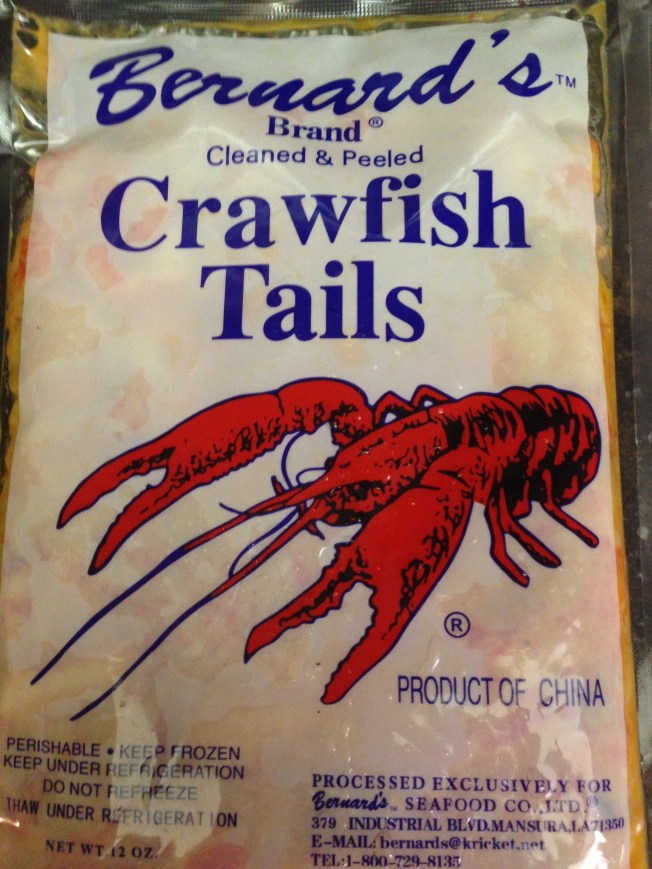 Bernard's™
Brand®
Cleaned & Peeled
Crawfish
Tails
®
PRODUCT OF CHINA
PERISHABLE • KEEP FROZEN
KEEP UNDER REFRIGERATION
DO NOT REFREEZE
THAW UNDER REFRIGERATION
NET WT.12 OZ.
PROCESSED EXCLUSIVELY FOR
Bernard's™ SEAFOOD CO.,LTD.®
379 INDUSTRIAL BLVD.MANSURA,LA71350
E-MAIL:bernards@kricket.net
TEL:1-800-729-8135